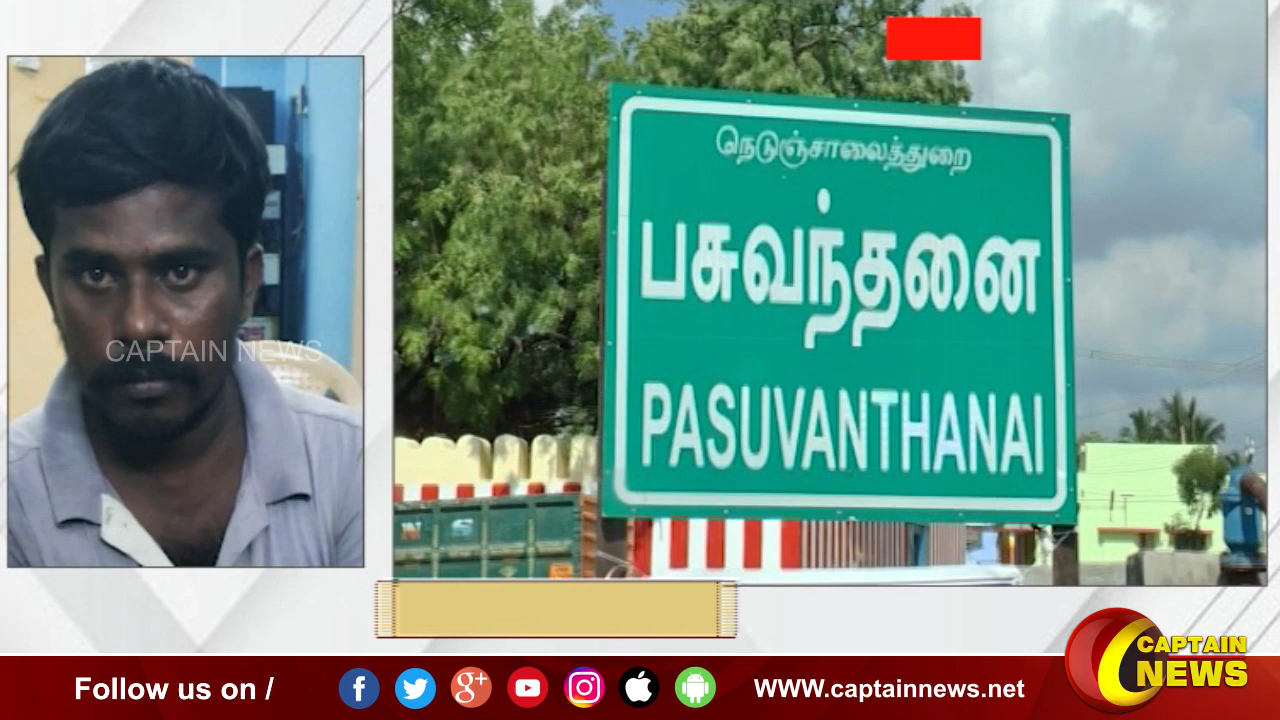 நெடுஞ்சாலைத்துறை
பசுவந்தனை
PASUVANTHANAI
CAPTAIN NEWS
N S
Follow us on /
WWW.captainnews.net
CAPTAIN
NEWS